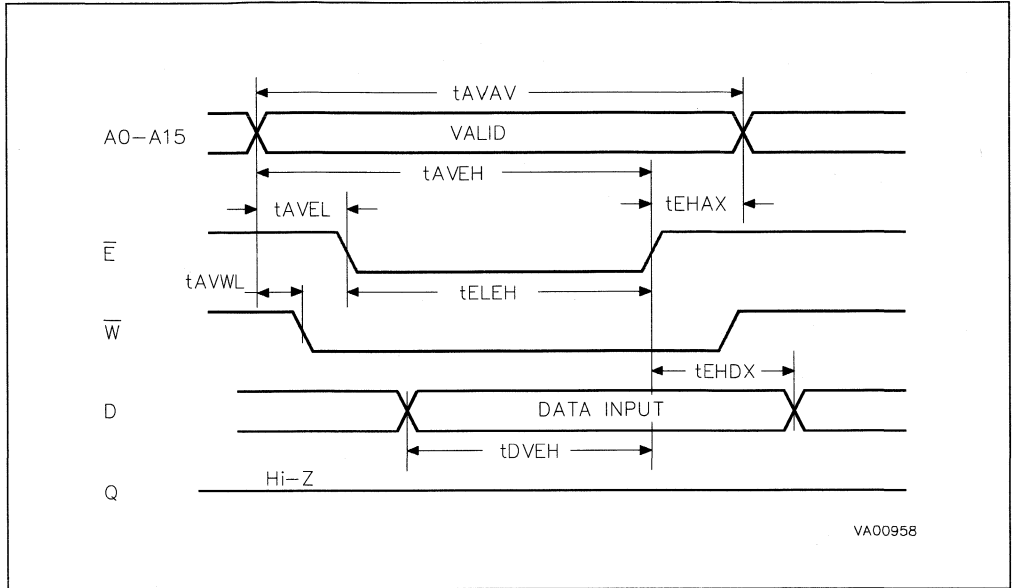 tAVAV
A0-A15
VALID
tAVEH
tAVEL
tEHAX
E
tAVWL
tELEH
W
tEHDX
D
DATA INPUT
tDVEH
Hi-Z
Q
VA00958